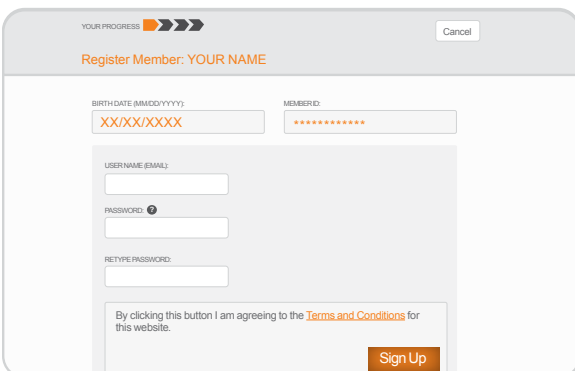 YOUR PROGRESS
Cancel
Register Member: YOUR NAME
BIRTH DATE (MM/DD/YYYY): MEMBER ID:
XX/XX/XXXX ************
USER NAME (EMAIL):
PASSWORD: ?
RETYPE PASSWORD:
By clicking this button I am agreeing to the Terms and Conditions for
this website.
Sign Up